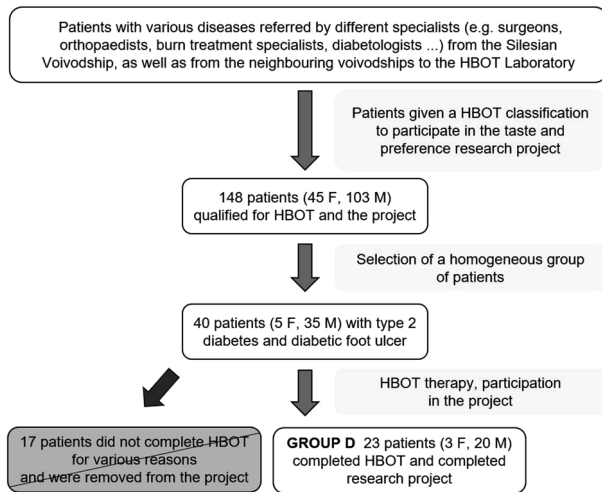 Patients with various diseases referred by different specialists (e.g. surgeons,
orthopaedists, burn treatment specialists, diabetologists ...) from the Silesian
Voivodship, as well as from the neighbouring voivodships to the HBOT Laboratory
Patients given a HBOT classification
to participate in the taste and
preference research project
148 patients (45 F, 103 M)
qualified for HBOT and the project
Selection of a homogeneous group
of patients
40 patients (5 F, 35 M) with type 2
diabetes and diabetic foot ulcer
HBOT therapy, participation
in the project
17 patients did not complete HBOT
for various reasons
and were removed from the project
GROUP D 23 patients (3 F, 20 M)
completed HBOT and completed
research project